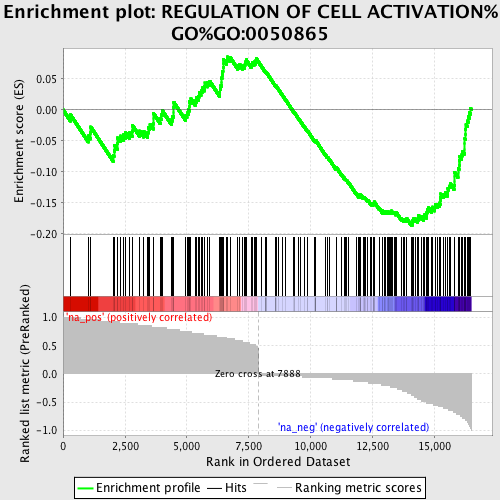 Enrichment plot: REGULATION OF CELL ACTIVATION%
GO%GO:0050865
Enrichment score (ES)
0.05
0.00
-0.05
-0.10
-0.15
-0.20
Ranked list metric (PreRanked)
1.0
0.5
0.0
-0.5
-1.0
'na_pos' (positively correlated)
Zero cross at 7888
'na_neg' (negatively correlated)
0
2,500
5,000
7,500
10,000
12,500
15,000
Rank in Ordered Dataset
Enrichment profile
Hits
Ranking metric scores